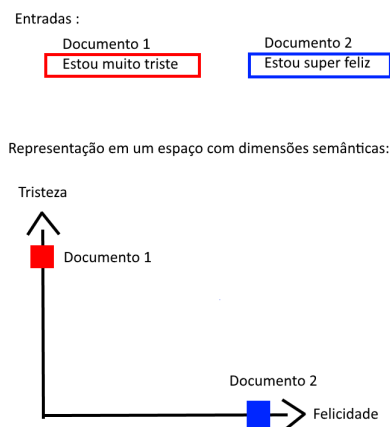 Entradas :
Documento 1
Documento 2
Estou muito triste
Estou super feliz
Representação em um espaço com dimensões semânticas:
Tristeza
Documento 1
Documento 2
Felicidade